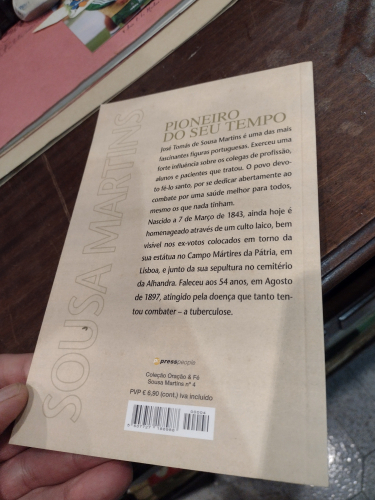 SOUSA MARTINS
PIONEIRO
DO SEU TEMPO
José Tomás de Sousa Martins é uma das mais
fascinantes figuras portuguesas. Exerceu uma
forte influência sobre os colegas de profissão,
alunos e pacientes que tratou. O povo devo-
to fê-lo santo, por se dedicar abertamente ao
combate por uma saúde melhor para todos,
mesmo os que nada tinham.
Nascido a 7 de Março de 1843, ainda hoje é
homenageado através de um culto laico, bem
visível nos ex-votos colocados em torno da
sua estátua no Campo Mártires da Pátria, em
Lisboa, e junto da sua sepultura no cemitério
da Alhandra. Faleceu aos 54 anos, em Agosto
de 1897, atingido pela doença que tanto ten-
tou combater – a tuberculose.
presspeople
Coleção Oração & Fé
Sousa Martins nº 4
PVP € 6,90 (cont.) iva incluído
00004